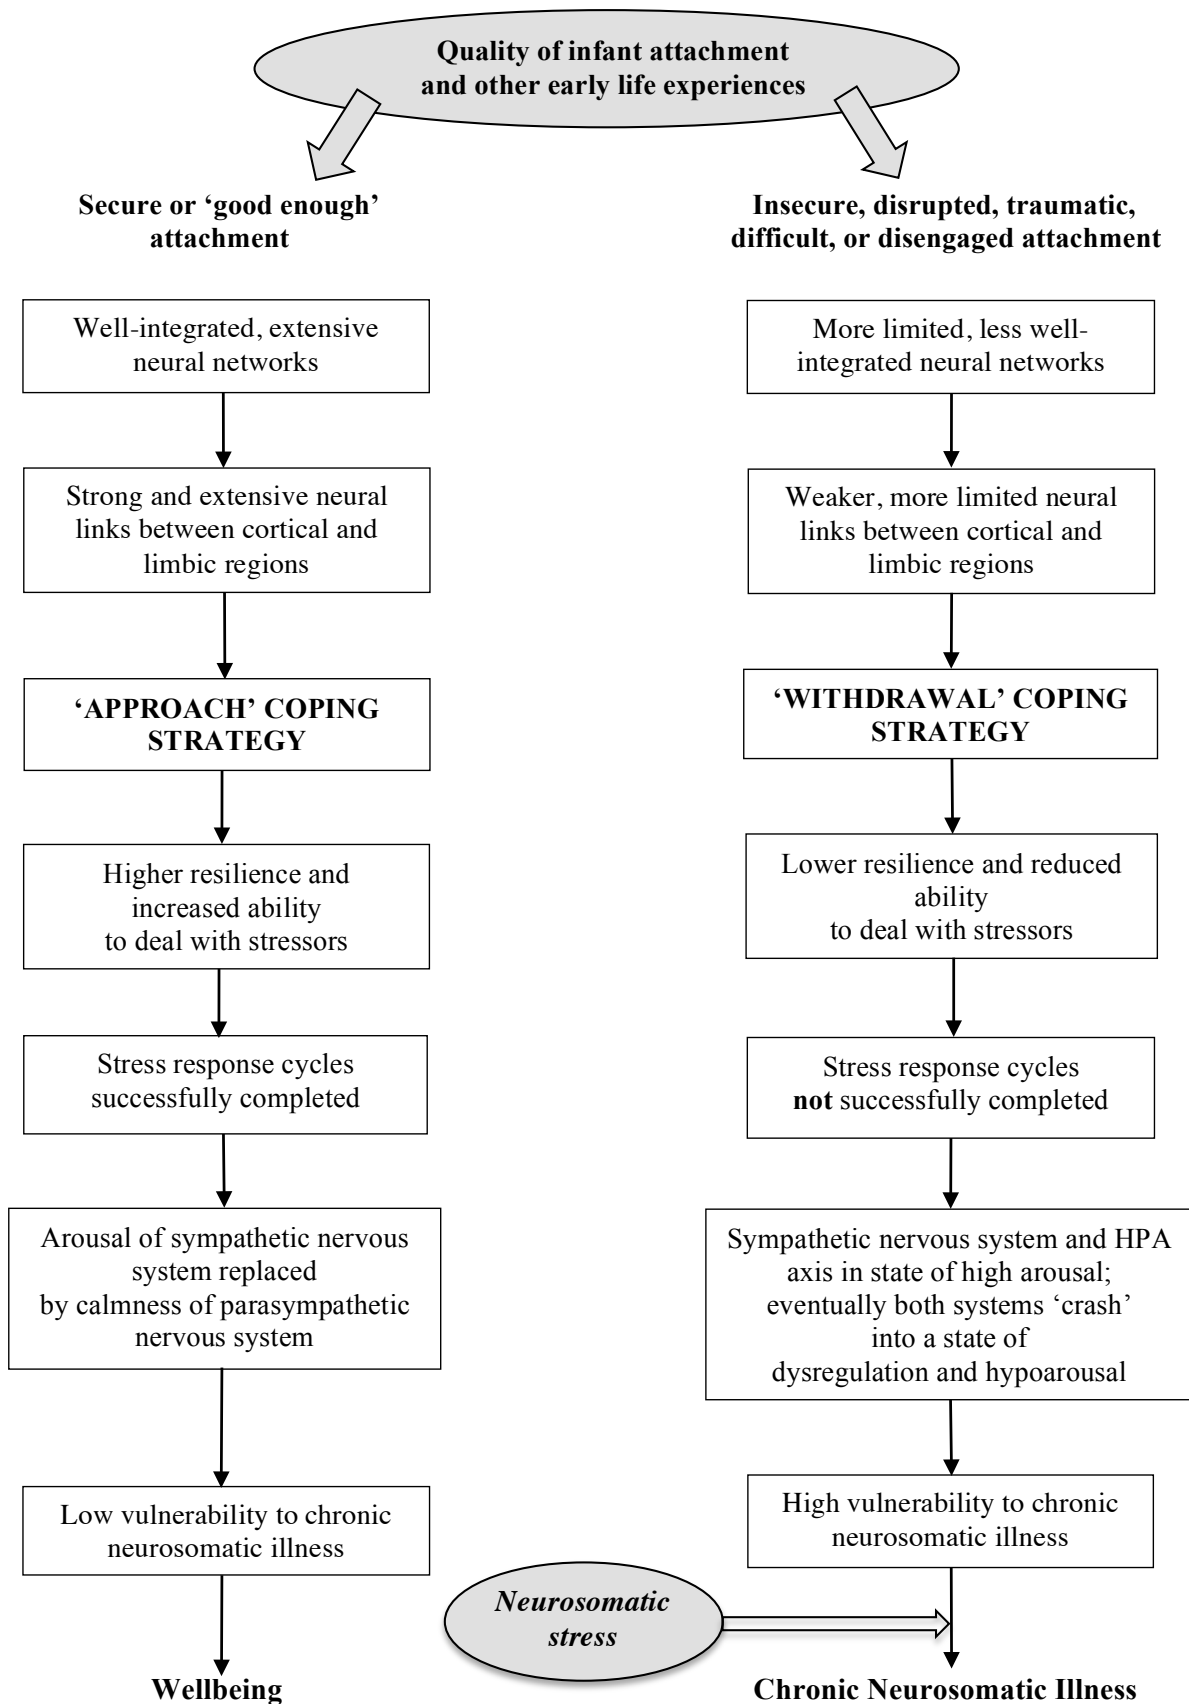 Quality of infant attachment
and other early life experiences
Secure or ‘good enough’
attachment
Well-integrated, extensive
neural networks
Strong and extensive neural
links between cortical and
limbic regions
‘APPROACH’ COPING
STRATEGY
Higher resilience and
increased ability
to deal with stressors
Stress response cycles
successfully completed
Arousal of sympathetic nervous
system replaced
by calmness of parasympathetic
nervous system
Low vulnerability to chronic
neurosomatic illness
Wellbeing
Insecure, disrupted, traumatic,
difficult, or disengaged attachment
More limited, less well-
integrated neural networks
Weaker, more limited neural
links between cortical and
limbic regions
‘WITHDRAWAL’ COPING
STRATEGY
Lower resilience and reduced
ability
to deal with stressors
Stress response cycles
not successfully completed
Sympathetic nervous system and HPA
axis in state of high arousal;
eventually both systems ‘crash’
into a state of
dysregulation and hypoarousal
High vulnerability to chronic
neurosomatic illness
Neurosomatic
stress
Chronic Neurosomatic Illness